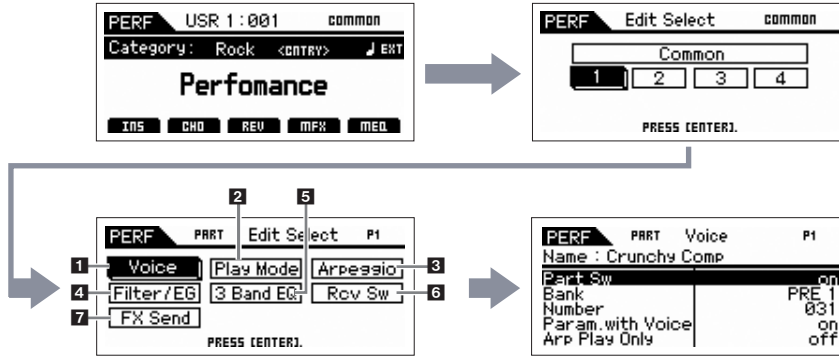 PERF USR 1:001 common
Category: Rock <CNTRY> ♩ EXT
Perfomance
INS CHO REV MFX MEQ
PERF Edit Select common
Common
1 2 3 4
PRESS [ENTER].
2 5
PERF PART Edit Select P1
1 Voice Play Mode Arpeggio 3
4 Filter/EG 3 Band EQ Rcv Sw 6
7 FX Send
PRESS [ENTER].
PERF PART Voice P1
Name : Crunchy Comp
Part Sw on
Bank PRE 1
Number 031
Param.with Voice on
Arp Play Only off